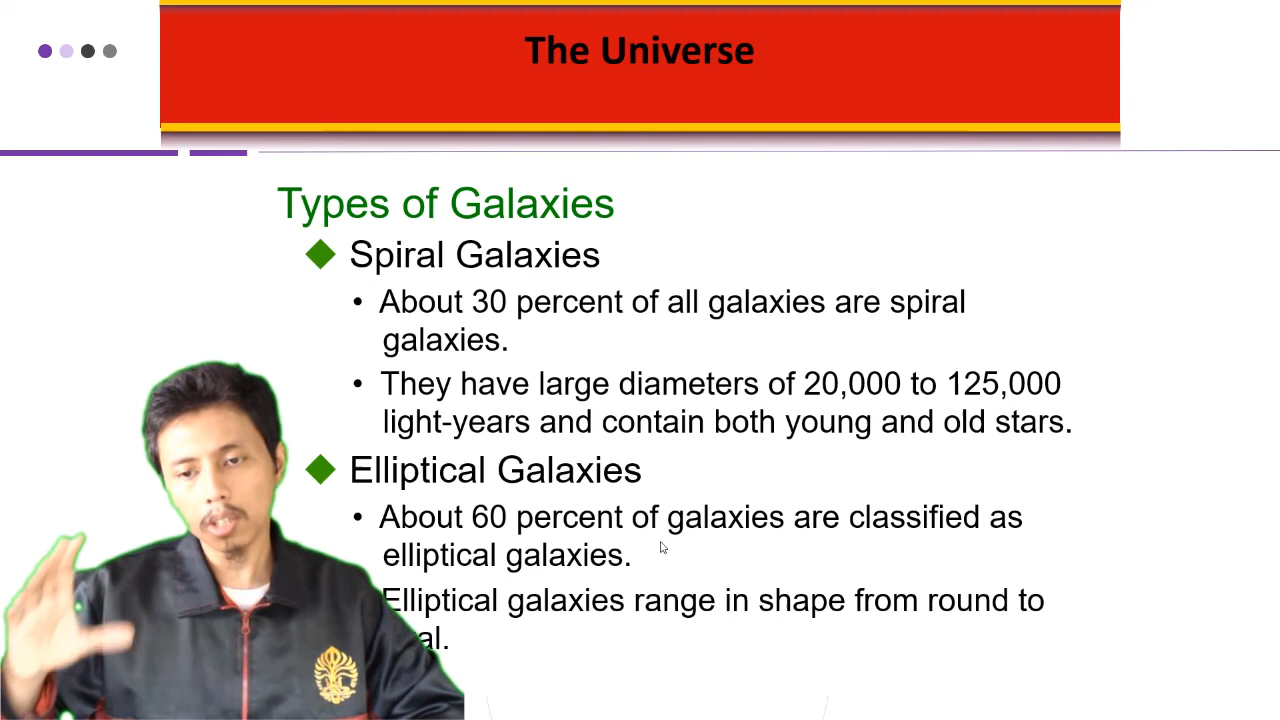 The Universe
Types of Galaxies
Spiral Galaxies
• About 30 percent of all galaxies are spiral
galaxies.
• They have large diameters of 20,000 to 125,000
light-years and contain both young and old stars.
Elliptical Galaxies
• About 60 percent of galaxies are classified as
elliptical galaxies.
Elliptical galaxies range in shape from round to